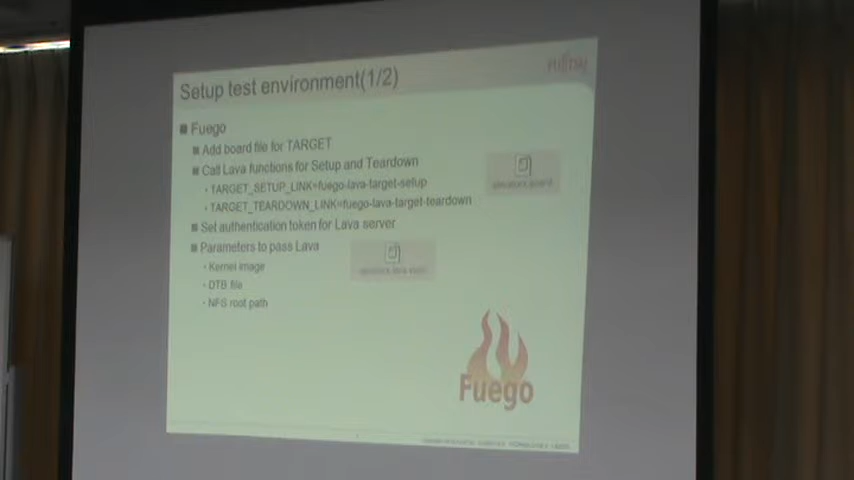 Setup test environment(1/2)
FUJITSU
Fuego
Add board file for TARGET
Call Lava functions for Setup and Teardown
TARGET_SETUP_LINK=fuego-lava-target-setup
TARGET_TEARDOWN_LINK=fuego-lava-target-teardown
Set authentication token for Lava server
Parameters to pass Lava
Kernel image
DTB file
NFS root path
Fuego